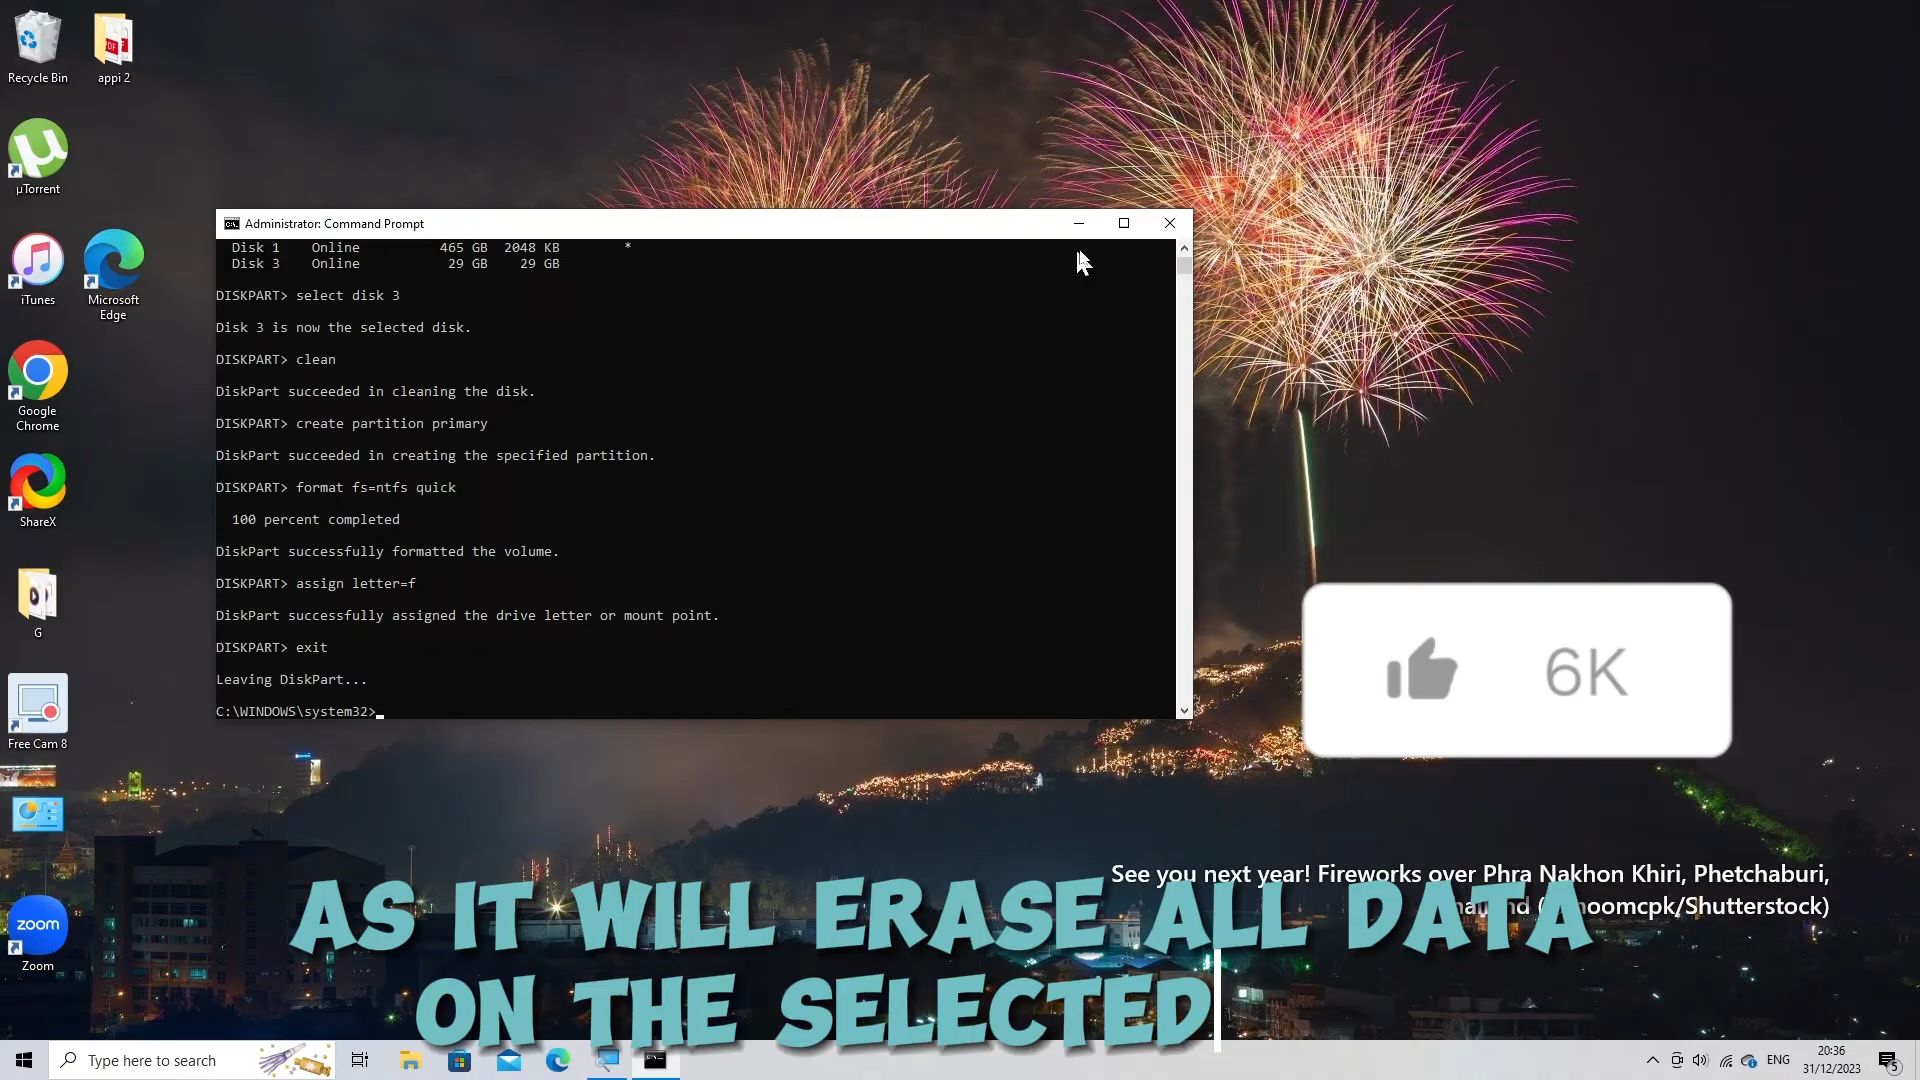 Recycle Bin
appi 2
µTorrent
iTunes
Microsoft
Edge
Google
Chrome
ShareX
G
Free Cam 8
zoom
Zoom
Administrator: Command Prompt
Disk 1    Online          465 GB  2048 KB        *
Disk 3    Online           29 GB    29 GB
DISKPART> select disk 3
Disk 3 is now the selected disk.
DISKPART> clean
DiskPart succeeded in cleaning the disk.
DISKPART> create partition primary
DiskPart succeeded in creating the specified partition.
DISKPART> format fs=ntfs quick
100 percent completed
DiskPart successfully formatted the volume.
DISKPART> assign letter=f
DiskPart successfully assigned the drive letter or mount point.
DISKPART> exit
Leaving DiskPart...
C:\WINDOWS\system32>_
6K
See you next year! Fireworks over Phra Nakhon Khiri, Phetchaburi,
AS IT WILL ERASE ALL DATA
ON THE SELECTED
Type here to search
ENG
20:36
31/12/2023
5